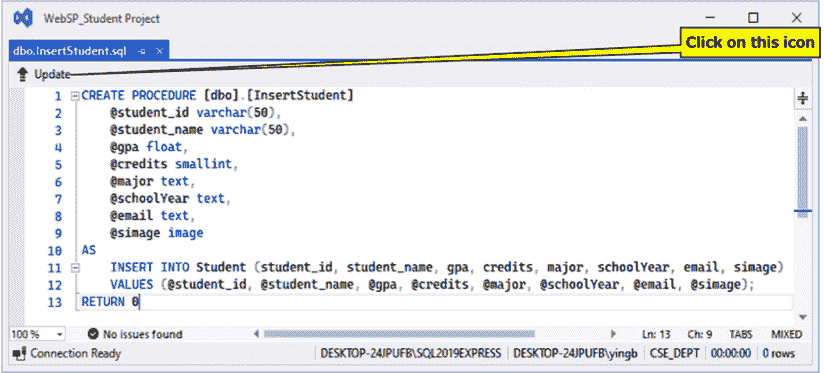 WebSP_Student Project
dbo.InsertStudent.sql
Click on this icon
Update
1 CREATE PROCEDURE [dbo].[InsertStudent]
2 @student_id varchar(50),
3 @student_name varchar(50),
4 @gpa float,
5 @credits smallint,
6 @major text,
7 @schoolYear text,
8 @email text,
9 @simage image
10 AS
11 INSERT INTO Student (student_id, student_name, gpa, credits, major, schoolYear, email, simage)
12 VALUES (@student_id, @student_name, @gpa, @credits, @major, @schoolYear, @email, @simage);
13 RETURN 0
100 % No issues found Ln: 13 Ch: 9 TABS MIXED
Connection Ready DESKTOP-24JPUFB\SQL2019EXPRESS DESKTOP-24JPUFB\yingb CSE_DEPT 00:00:00 0 rows